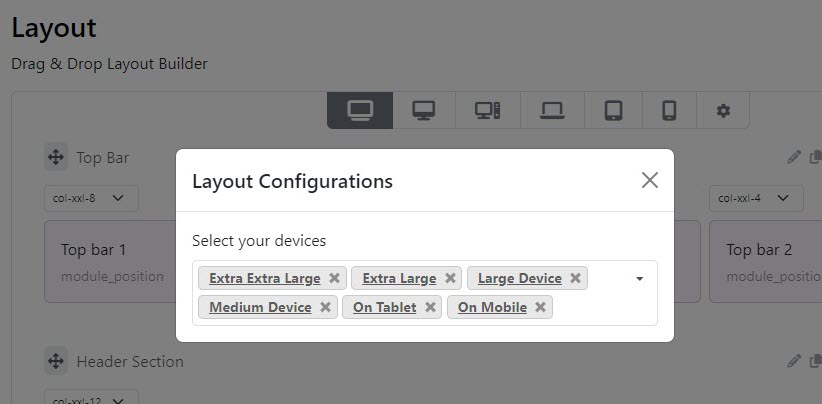 Layout
Drag & Drop Layout Builder
Top Bar
col-xxl-8
col-xxl-4
Top bar 1
module_position
Top bar 2
module_positio
Layout Configurations
Select your devices
Extra Extra Large Extra Large Large Device
Medium Device On Tablet On Mobile
Header Section
col-xxl-12